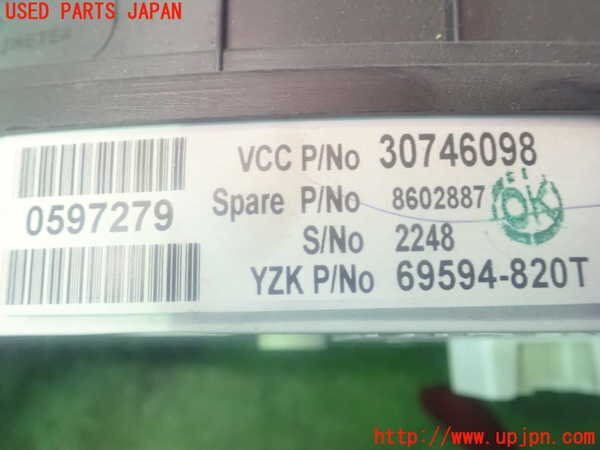 USED PARTS JAPAN
VCC P/No 30746098
0597279
Spare P/No 8602887
OK
S/No 2248
YZK P/No 69594-820T
http://www.upjpn.com/